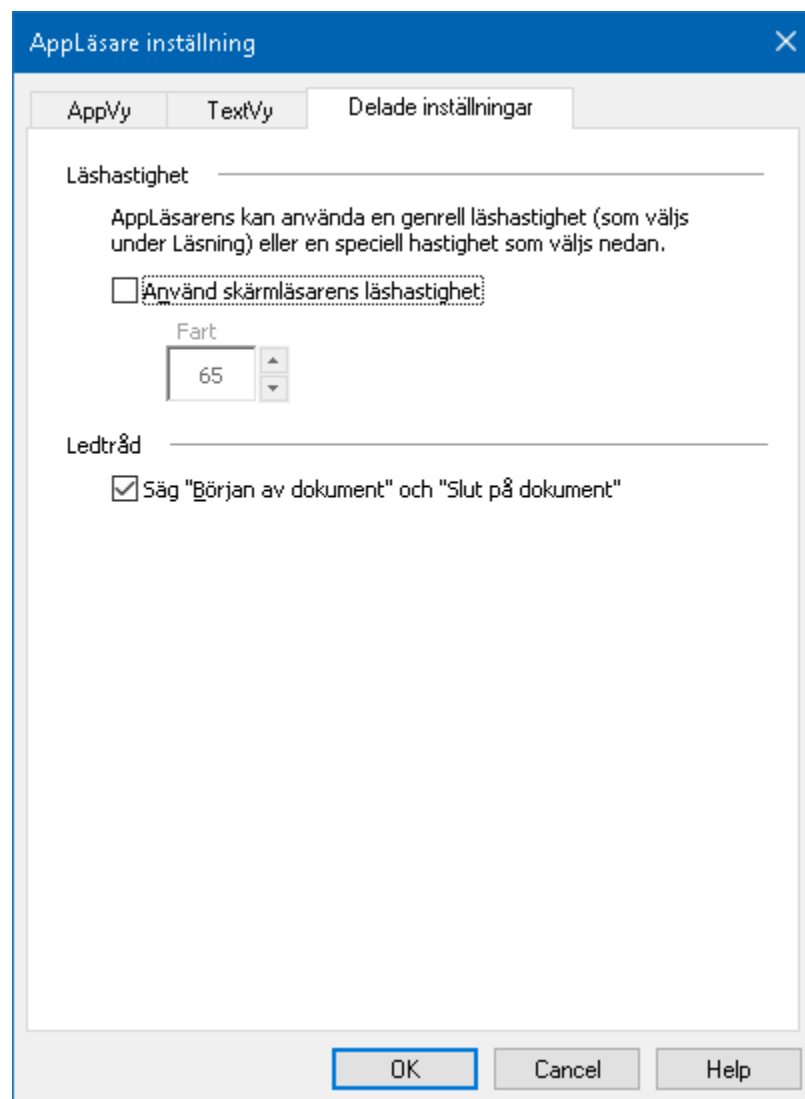 AppLäsare inställning
AppVy TextVy Delade inställningar
Läshastighet
AppLäsarens kan använda en genrell läshastighet (som väljs
under Läsning) eller en speciell hastighet som väljs nedan.
Använd skärmläsarens läshastighet
Fart
65
Ledtråd
Säg "Början av dokument" och "Slut på dokument"
OK Cancel Help